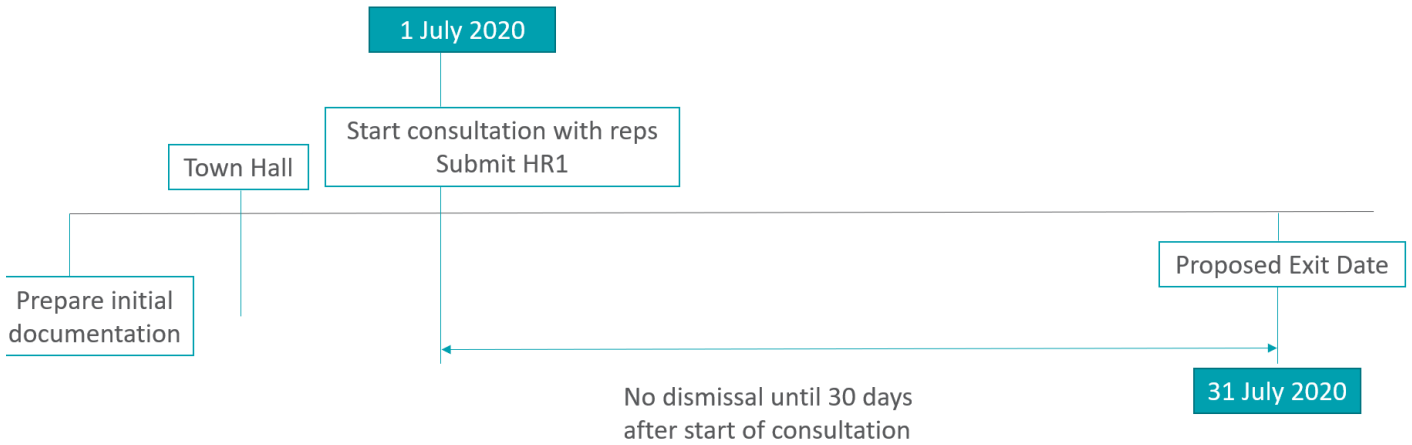 1 July 2020
Start consultation with reps
Submit HR1
Town Hall
Proposed Exit Date
Prepare initial
documentation
31 July 2020
No dismissal until 30 days
after start of consultation